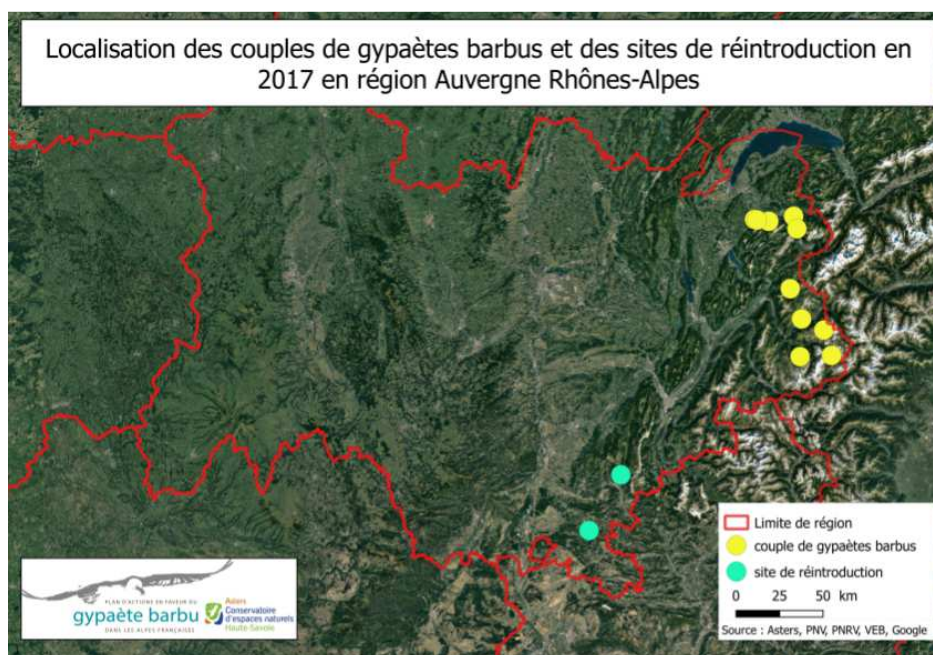 Localisation des couples de gypaètes barbus et des sites de réintroduction en
2017 en région Auvergne Rhônes-Alpes
Limite de région
couple de gypaètes barbus
site de réintroduction
0 25 50 km
Source : Asters, PNV, PNRV, VEB, Google
PLAN D'ACTIONS EN FAVEUR DU
gypaète barbu
DANS LES ALPES FRANÇAISES
Asters
Conservatoire
d'espaces naturels
Haute-Savoie